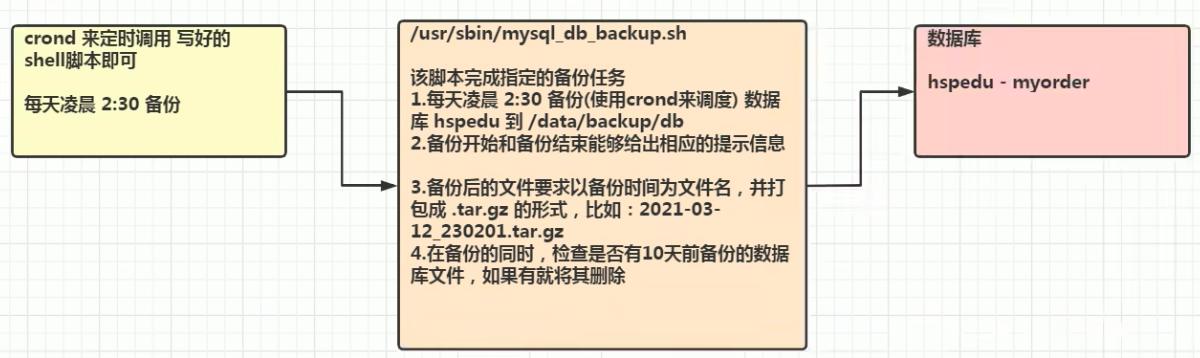 crond 来定时调用 写好的
shell脚本即可
每天凌晨 2:30 备份
/usr/sbin/mysql_db_backup.sh
该脚本完成指定的备份任务
1.每天凌晨 2:30 备份(使用crond来调度) 数据
库 hspedu 到 /data/backup/db
2.备份开始和备份结束能够给出相应的提示信息
3.备份后的文件要求以备份时间为文件名，并打
包成 .tar.gz 的形式，比如：2021-03-
12_230201.tar.gz
4.在备份的同时，检查是否有10天前备份的数据
库文件，如果有就将其删除
数据库
hspedu - myorder